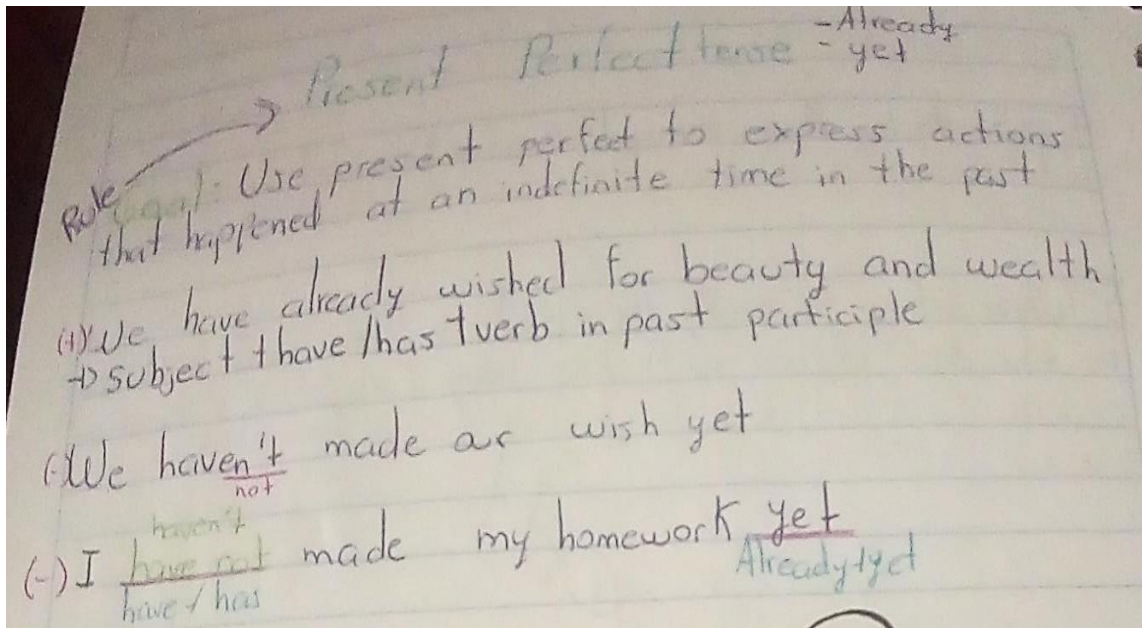 - Already
Present Perfect tense - yet
Rule goal: Use present perfect to express actions
that happened at an indefinite time in the past
(+) We have already wished for beauty and wealth
→ subject + have / has + verb in past participle
(-We haven't made our wish yet
not
haven't
(-) I have not made my homework yet
have / has Already + yet